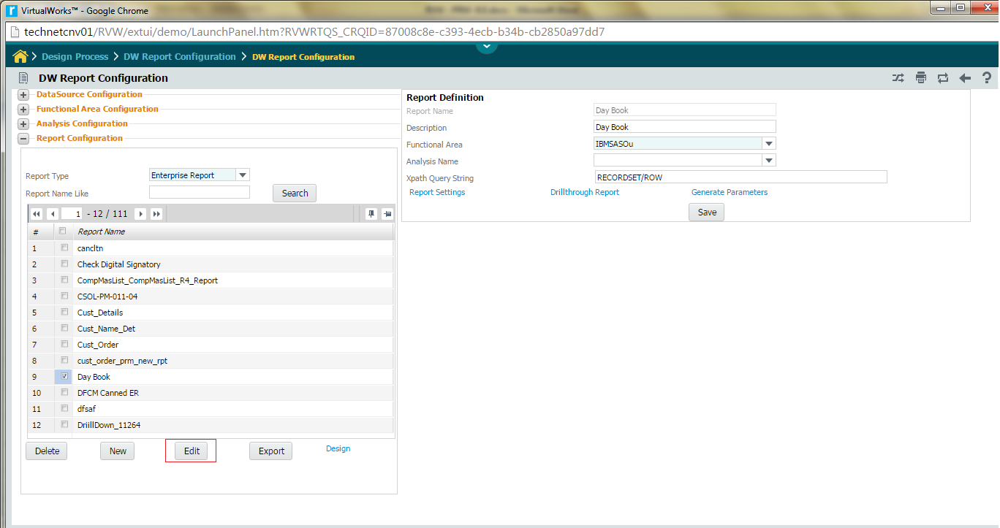 VirtualWorks™ - Google Chrome
technetcnv01/RVW/extui/demo/LaunchPanel.htm?RVWRTQS_CRQID=87008c8e-c393-4ecb-b34b-cb2850a97dd7
Design Process > DW Report Configuration > DW Report Configuration
DW Report Configuration
DataSource Configuration
Functional Area Configuration
Analysis Configuration
Report Configuration
Report Type Enterprise Report
Report Name Like Search
1 - 12 / 111
# Report Name
1 cancltn
2 Check Digital Signatory
3 CompMasList_CompMasList_R4_Report
4 CSOL-PM-011-04
5 Cust_Details
6 Cust_Name_Det
7 Cust_Order
8 cust_order_prm_new_rpt
9 Day Book
10 DFCM Canned ER
11 dfsaf
12 DriillDown_11264
Delete New Edit Export Design
Report Definition
Report Name Day Book
Description Day Book
Functional Area IBMSASOu
Analysis Name
Xpath Query String RECORDSET/ROW
Report Settings Drillthrough Report Generate Parameters
Save